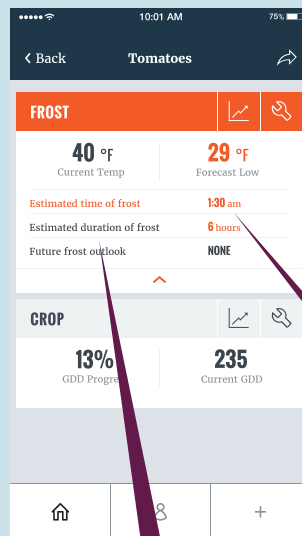 10:01 AM
75%
Back
Tomatoes
FROST
40 °F
29 °F
Current Temp
Forecast Low
Estimated time of frost
1:30 am
Estimated duration of frost
6 hours
Future frost outlook
NONE
CROP
13%
235
GDD Progre
Current GDD